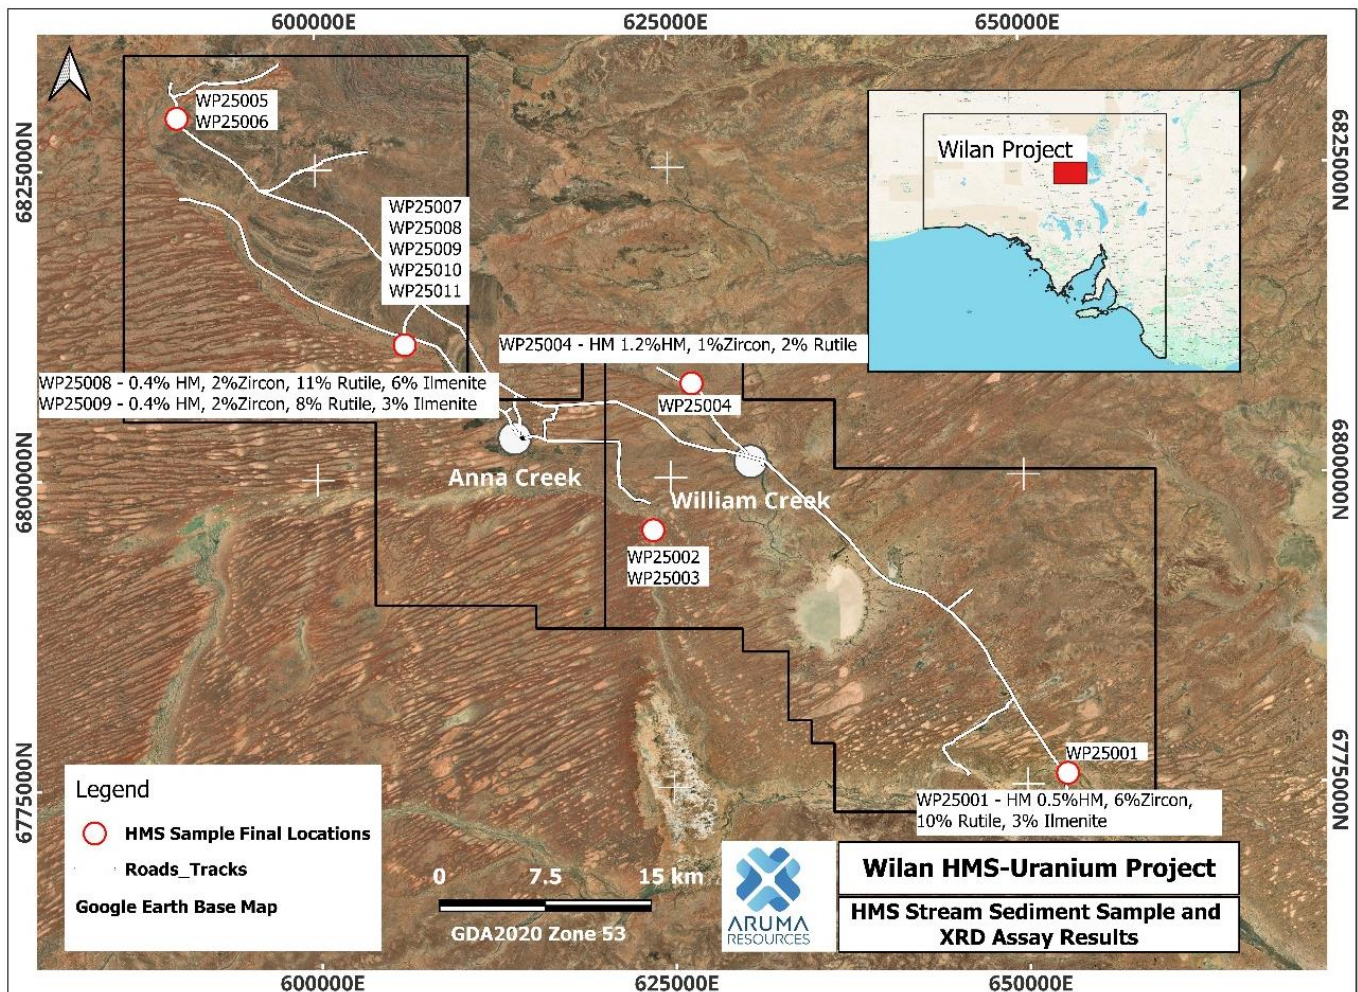 600000E
625000E
650000E
6825000N
6825000N
WP25005
WP25006
Wilan Project
WP25007
WP25008
WP25009
WP25010
WP25011
WP25004 - HM 1.2%HM, 1%Zircon, 2% Rutile
WP25008 - 0.4% HM, 2%Zircon, 11% Rutile, 6% Ilmenite
WP25009 - 0.4% HM, 2%Zircon, 8% Rutile, 3% Ilmenite
WP25004
Anna Creek
William Creek
6800000N
6800000N
WP25002
WP25003
WP25001
WP25001 - HM 0.5%HM, 6%Zircon,
10% Rutile, 3% Ilmenite
6775000N
6775000N
Legend
HMS Sample Final Locations
Roads_Tracks
Google Earth Base Map
0 7.5 15 km
GDA2020 Zone 53
ARUMA
RESOURCES
Wilan HMS-Uranium Project
HMS Stream Sediment Sample and
XRD Assay Results
600000E
625000E
650000E